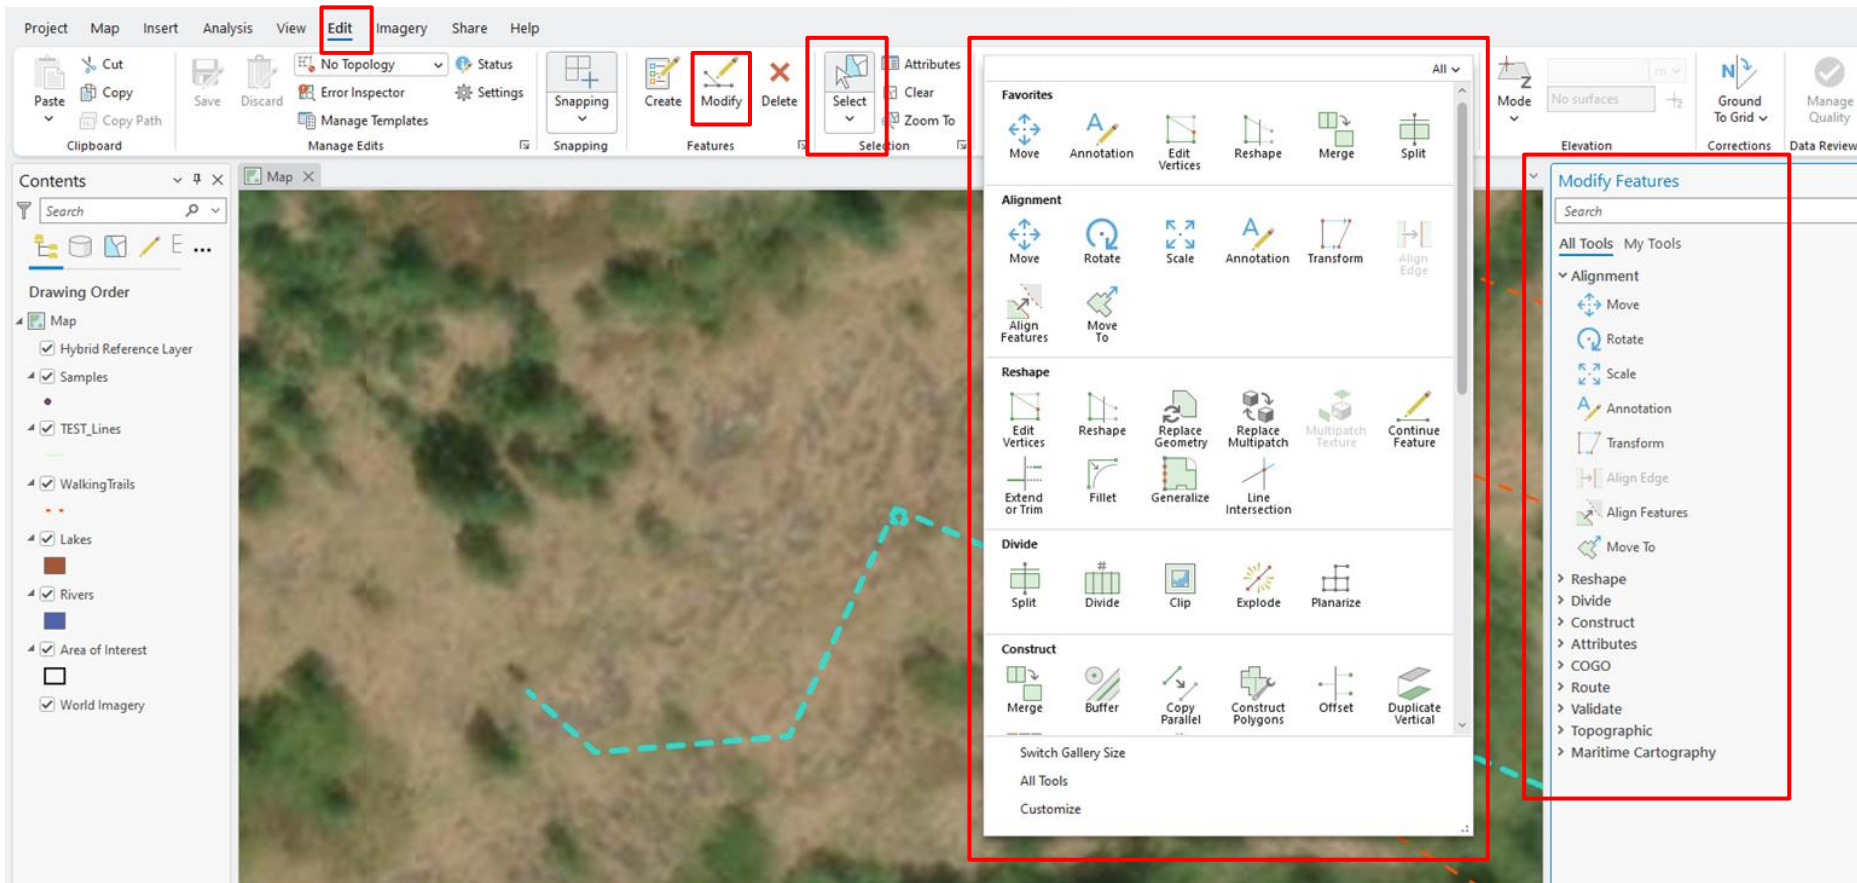 Project Map Insert Analysis View Edit Imagery Share Help
Cut
Copy
Copy Path
Paste
Clipboard
Save
Discard
No Topology
Error Inspector
Manage Templates
Status
Settings
Manage Edits
Snapping
Snapping
Create
Modify
Delete
Features
Select
Attributes
Clear
Zoom To
Selection
All
Favorites
Move
Annotation
Edit
Vertices
Reshape
Merge
Split
Alignment
Move
Rotate
Scale
Annotation
Transform
Align
Edge
Align
Features
Move
To
Reshape
Edit
Vertices
Reshape
Replace
Geometry
Replace
Multipatch
Multipatch
Texture
Continue
Feature
Extend
or Trim
Fillet
Generalize
Line
Intersection
Divide
Split
#
Divide
Clip
Explode
Planarize
Construct
Merge
Buffer
Copy
Parallel
Construct
Polygons
Offset
Duplicate
Vertical
Switch Gallery Size
All Tools
Customize
Z
Mode
m
No surfaces
Elevation
N
Ground
To Grid
Corrections
Manage
Quality
Data Review
Contents
Search
Drawing Order
Map
Hybrid Reference Layer
Samples
TEST_Lines
WalkingTrails
Lakes
Rivers
Area of Interest
World Imagery
Map
Modify Features
Search
All Tools My Tools
Alignment
Move
Rotate
Scale
Annotation
Transform
Align Edge
Align Features
Move To
Reshape
Divide
Construct
Attributes
COGO
Route
Validate
Topographic
Maritime Cartography